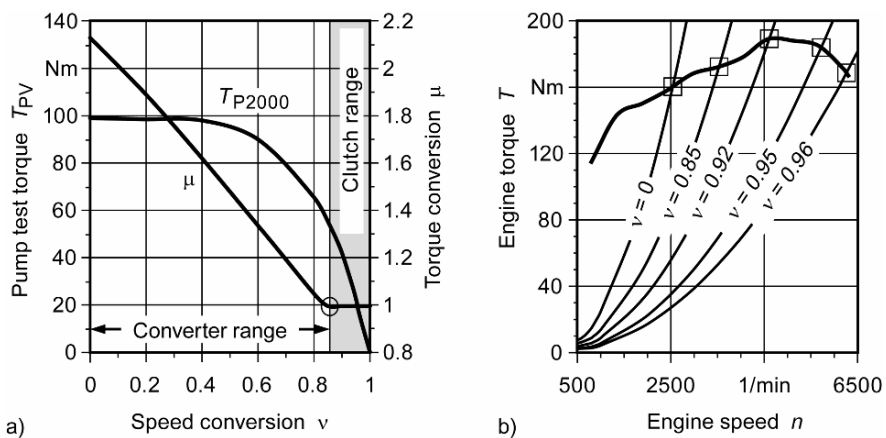 140
Nm
100
80
60
40
20
0
Pump test torque TPV
TP2000
μ
Clutch range
Converter range
2.2
2
1.8
1.6
1.4
1.2
1
0.8
Torque conversion μ
0 0.2 0.4 0.6 0.8 1
Speed conversion ν
a)
200
Nm
120
80
40
0
Engine torque T
ν = 0
ν = 0.85
ν = 0.92
ν = 0.95
ν = 0.96
500 2500 1/min 6500
Engine speed n
b)